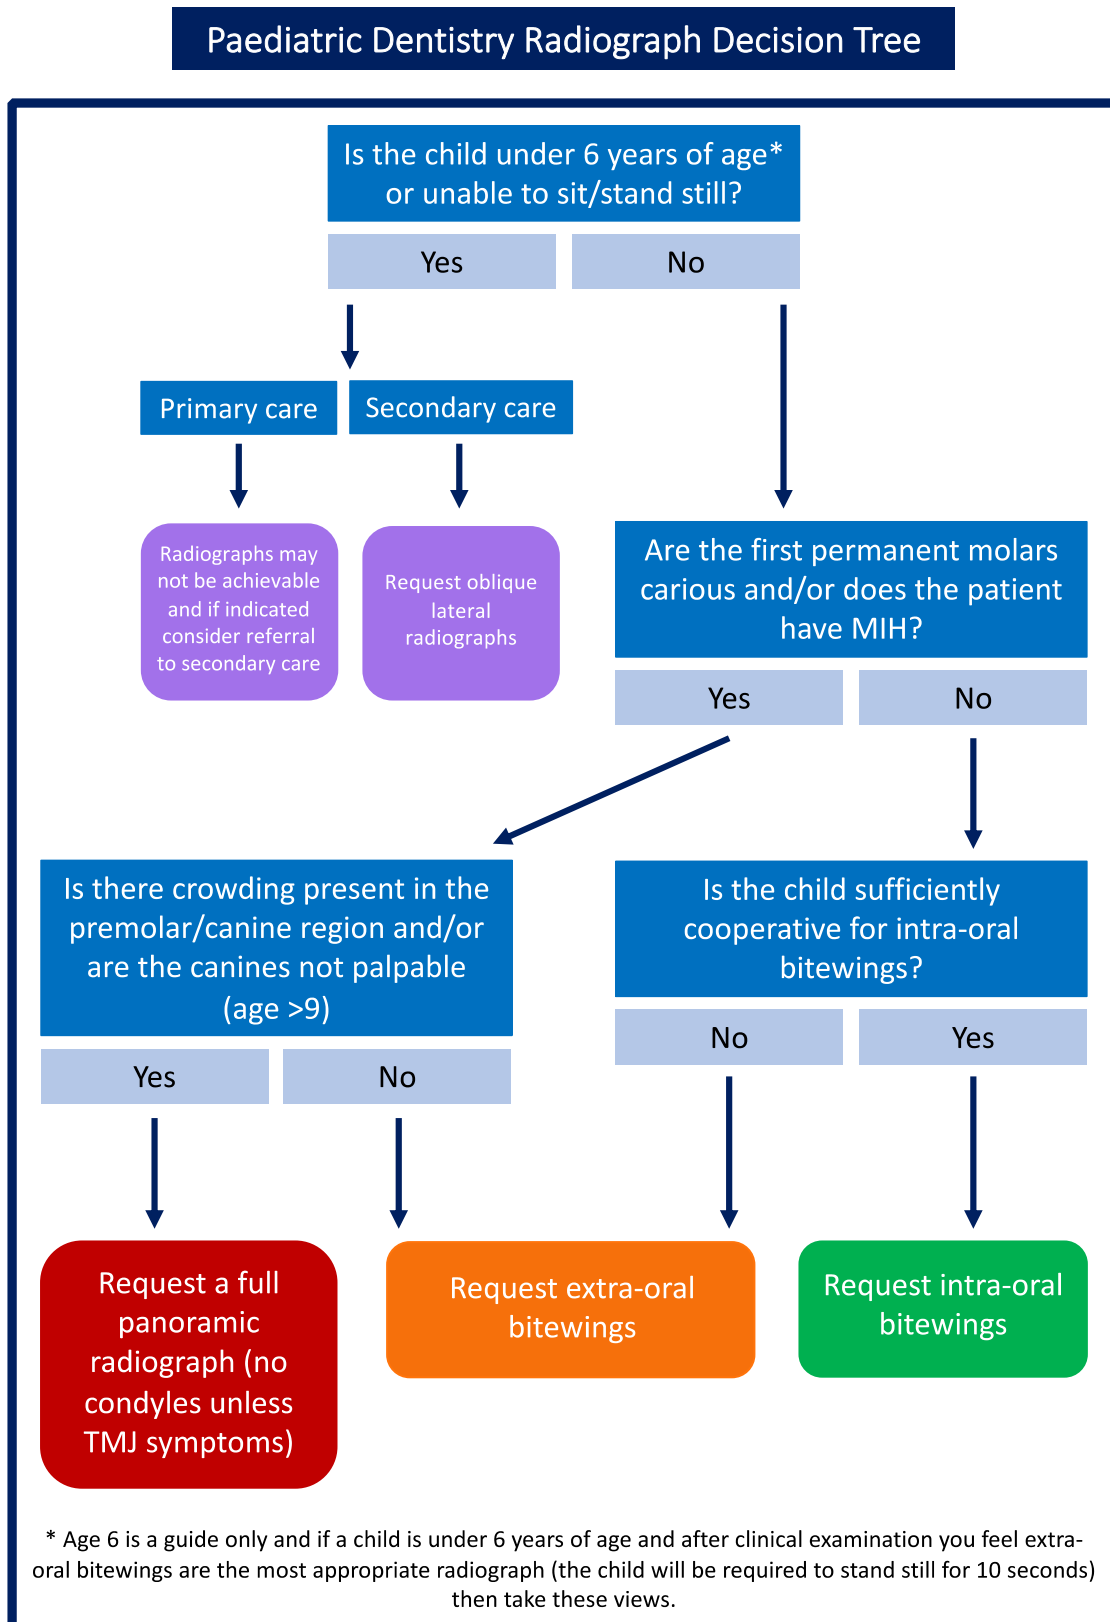 Paediatric Dentistry Radiograph Decision Tree
Is the child under 6 years of age*
or unable to sit/stand still?
Yes
No
Primary care
Secondary care
Radiographs may
not be achievable
and if indicated
consider referral
to secondary care
Request oblique
lateral
radiographs
Are the first permanent molars
carious and/or does the patient
have MIH?
Yes
No
Is there crowding present in the
premolar/canine region and/or
are the canines not palpable
(age >9)
Yes
No
Is the child sufficiently
cooperative for intra-oral
bitewings?
No
Yes
Request a full
panoramic
radiograph (no
condyles unless
TMJ symptoms)
Request extra-oral
bitewings
Request intra-oral
bitewings
* Age 6 is a guide only and if a child is under 6 years of age and after clinical examination you feel extra-
oral bitewings are the most appropriate radiograph (the child will be required to stand still for 10 seconds)
then take these views.